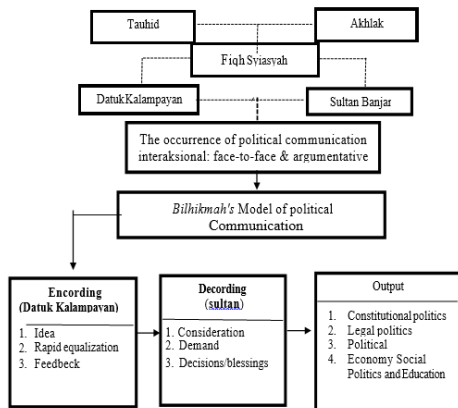 Tauhid
Akhlak
Fiqh Syiasyah
Datuk Kalampayan
Sultan Banjar
The occurrence of political communication
interaksional: face-to-face & argumentative
Bilhikmah's Model of political
Communication
Encording
(Datuk Kalampavan)
1. Idea
2. Rapid equalization
3. Feedbeck
Decording
(sultan)
1. Consideration
2. Demand
3. Decisions/blessings
Output
1. Constitutional politics
2. Legal politics
3. Political
4. Economy Social
Politics and Education